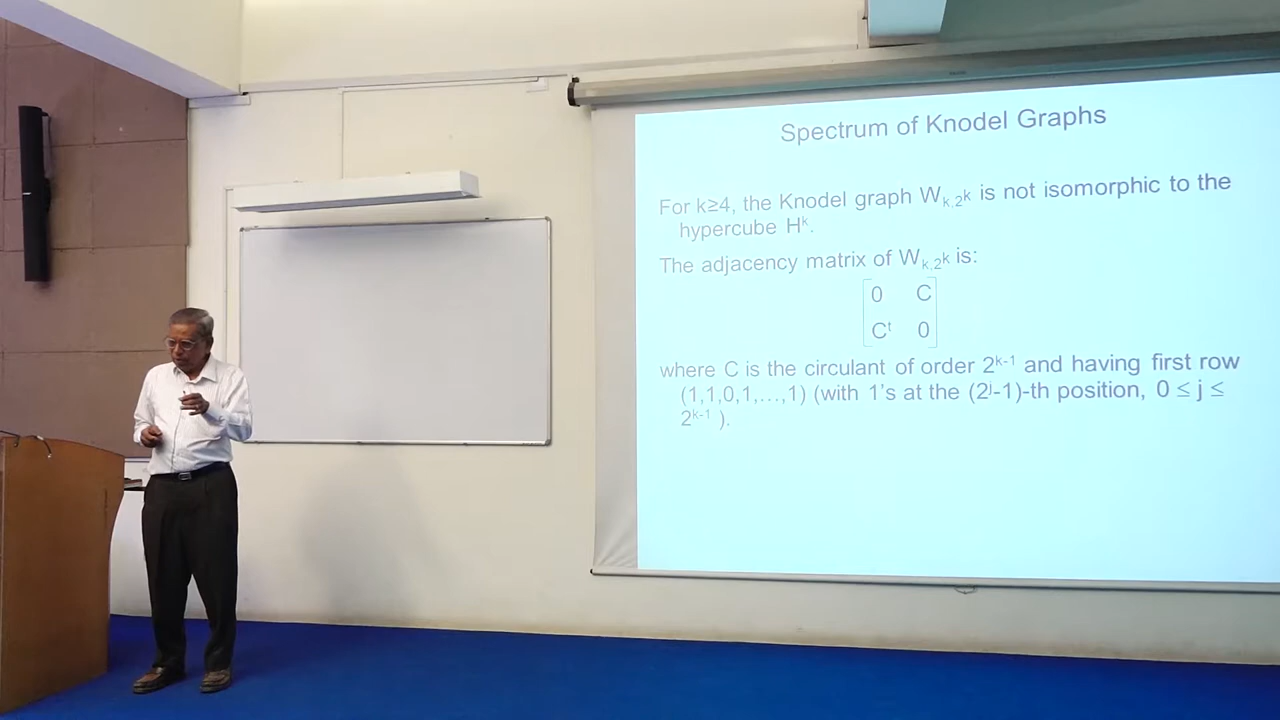 Spectrum of Knodel Graphs
For k≥4, the Knodel graph W_{k,2^k} is not isomorphic to the
hypercube H^k.
The adjacency matrix of W_{k,2^k} is:
0 C
C^t 0
where C is the circulant of order 2^{k-1} and having first row
(1,1,0,1,…,1) (with 1's at the (2^j-1)-th position, 0 ≤ j ≤
2^{k-1} ).